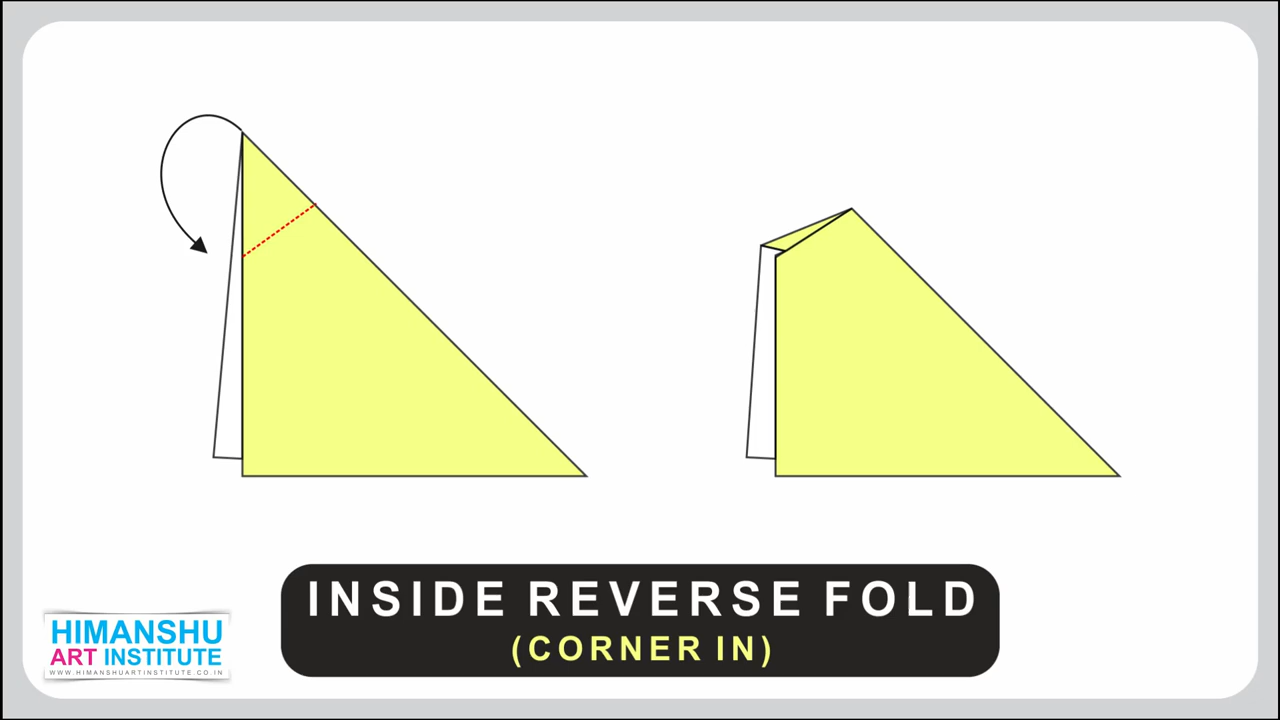 INSIDE REVERSE FOLD
(CORNER IN)
HIMANSHU
ART INSTITUTE
WWW.HIMANSHUARTINSTITUTE.CO.IN